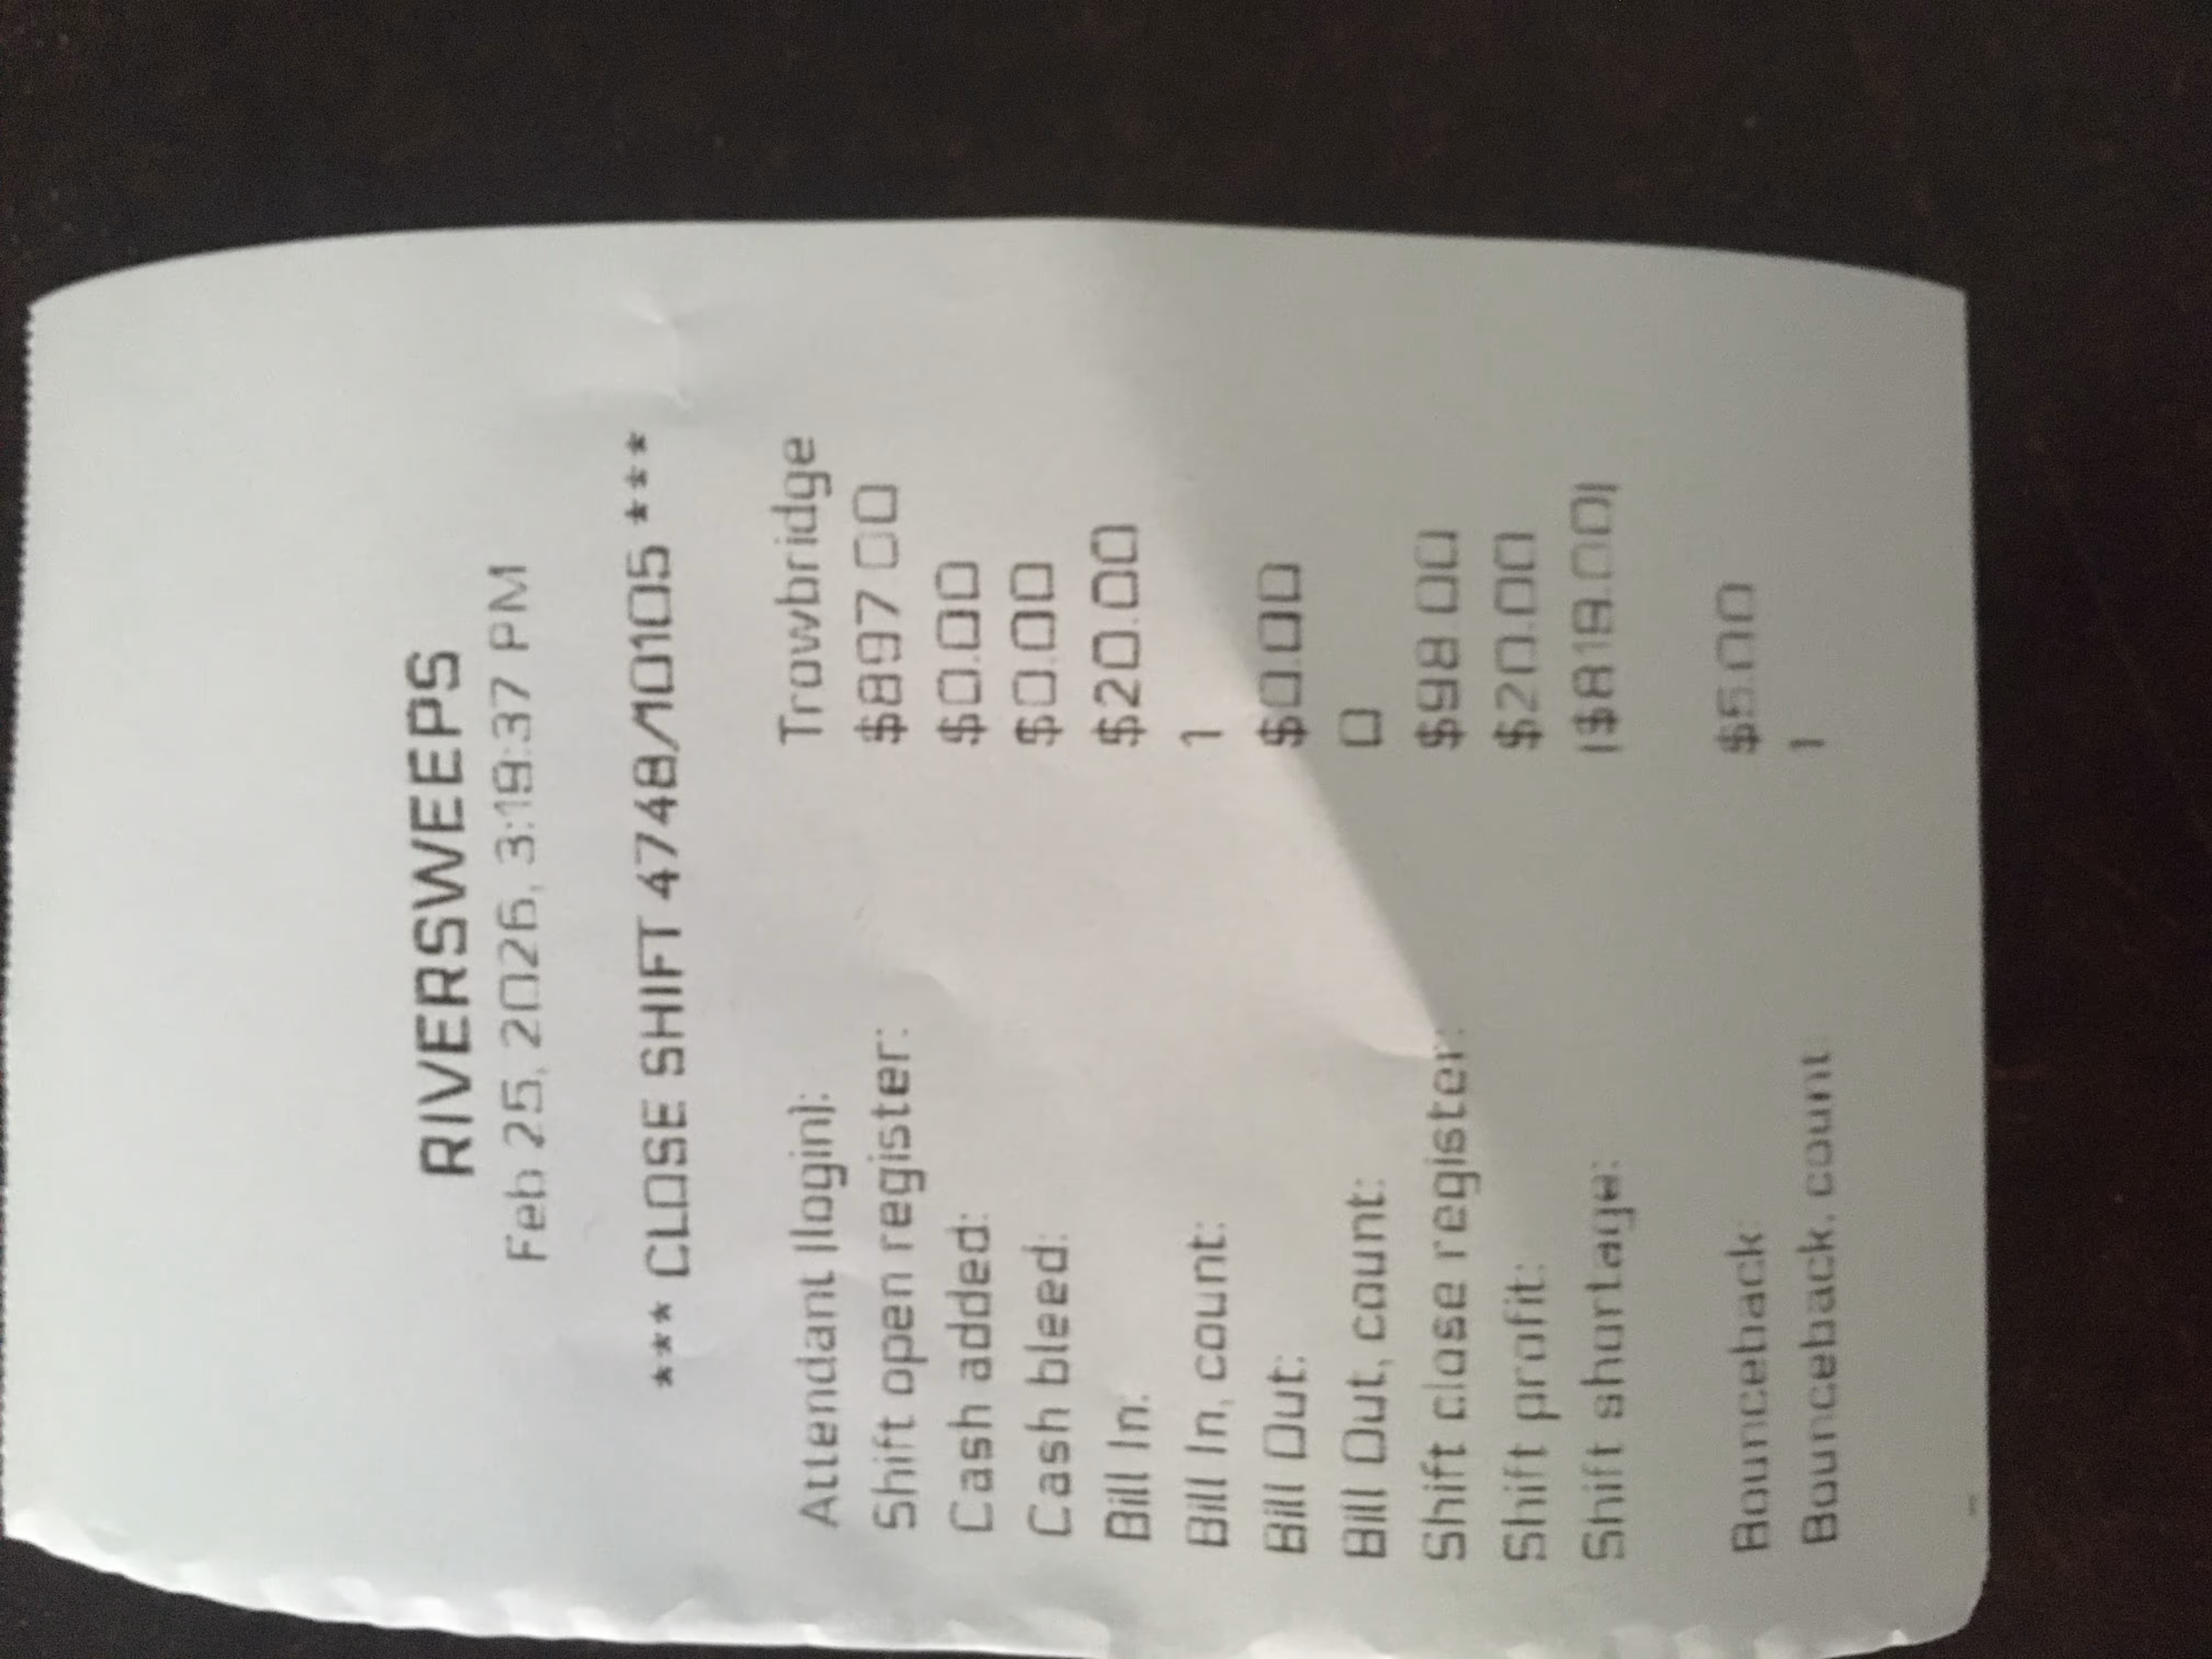 RIVERSWEEPS
Feb 25, 2026, 3:19:37 PM
*** CLOSE SHIFT 4748/10105 ***
Attendant (login): Trowbridge
Shift open register: $897.00
Cash added: $0.00
Cash bleed: $0.00
Bill In: $20.00
Bill In, count: 1
Bill Out: $0.00
Bill Out, count: 0
Shift close register: $98.00
Shift profit: $20.00
Shift shortage: ($819.00)
Bounceback: $5.00
Bounceback, count 1